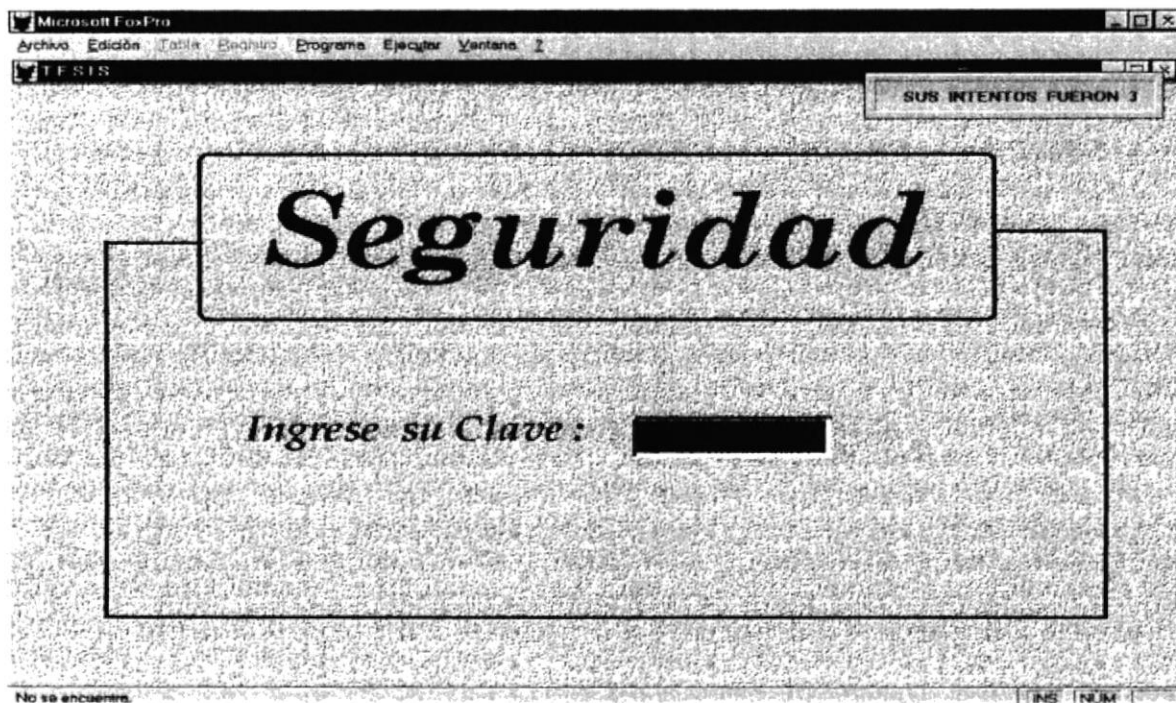 Microsoft FoxPro
Archivo Edición Tabla Registro Programa Ejecutar Ventana ?
TESIS
SUS INTENTOS FUERON 3
Seguridad
Ingrese su Clave :
No se encuentra.
INS NUM